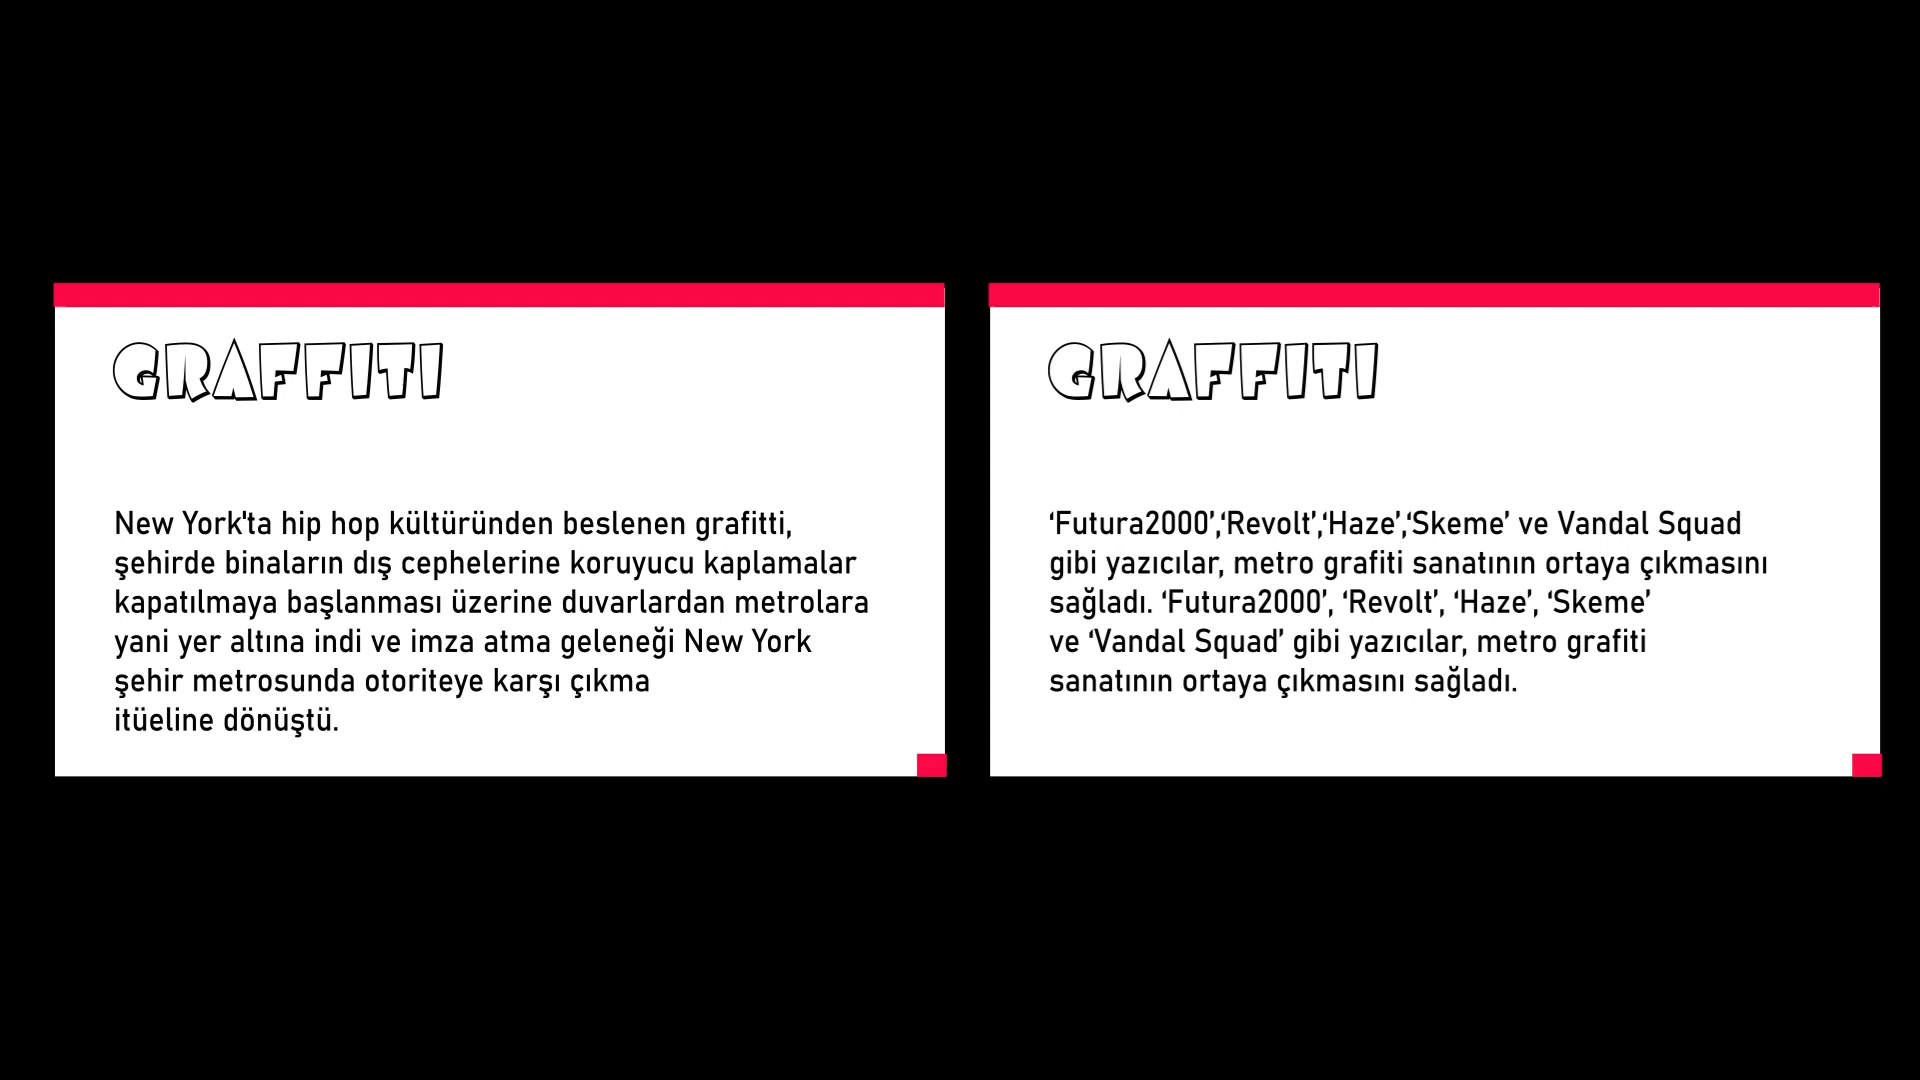 GRAFFITI
New York'ta hip hop kültüründen beslenen grafitti,
şehirde binaların dış cephelerine koruyucu kaplamalar
kapatılmaya başlanması üzerine duvarlardan metrolara
yani yer altına indi ve imza atma geleneği New York
şehir metrosunda otoriteye karşı çıkma
itüeline dönüştü.
GRAFFITI
‘Futura2000’,‘Revolt’,‘Haze’,‘Skeme’ ve Vandal Squad
gibi yazıcılar, metro grafiti sanatının ortaya çıkmasını
sağladı. ‘Futura2000’, ‘Revolt’, ‘Haze’, ‘Skeme’
ve ‘Vandal Squad’ gibi yazıcılar, metro grafiti
sanatının ortaya çıkmasını sağladı.